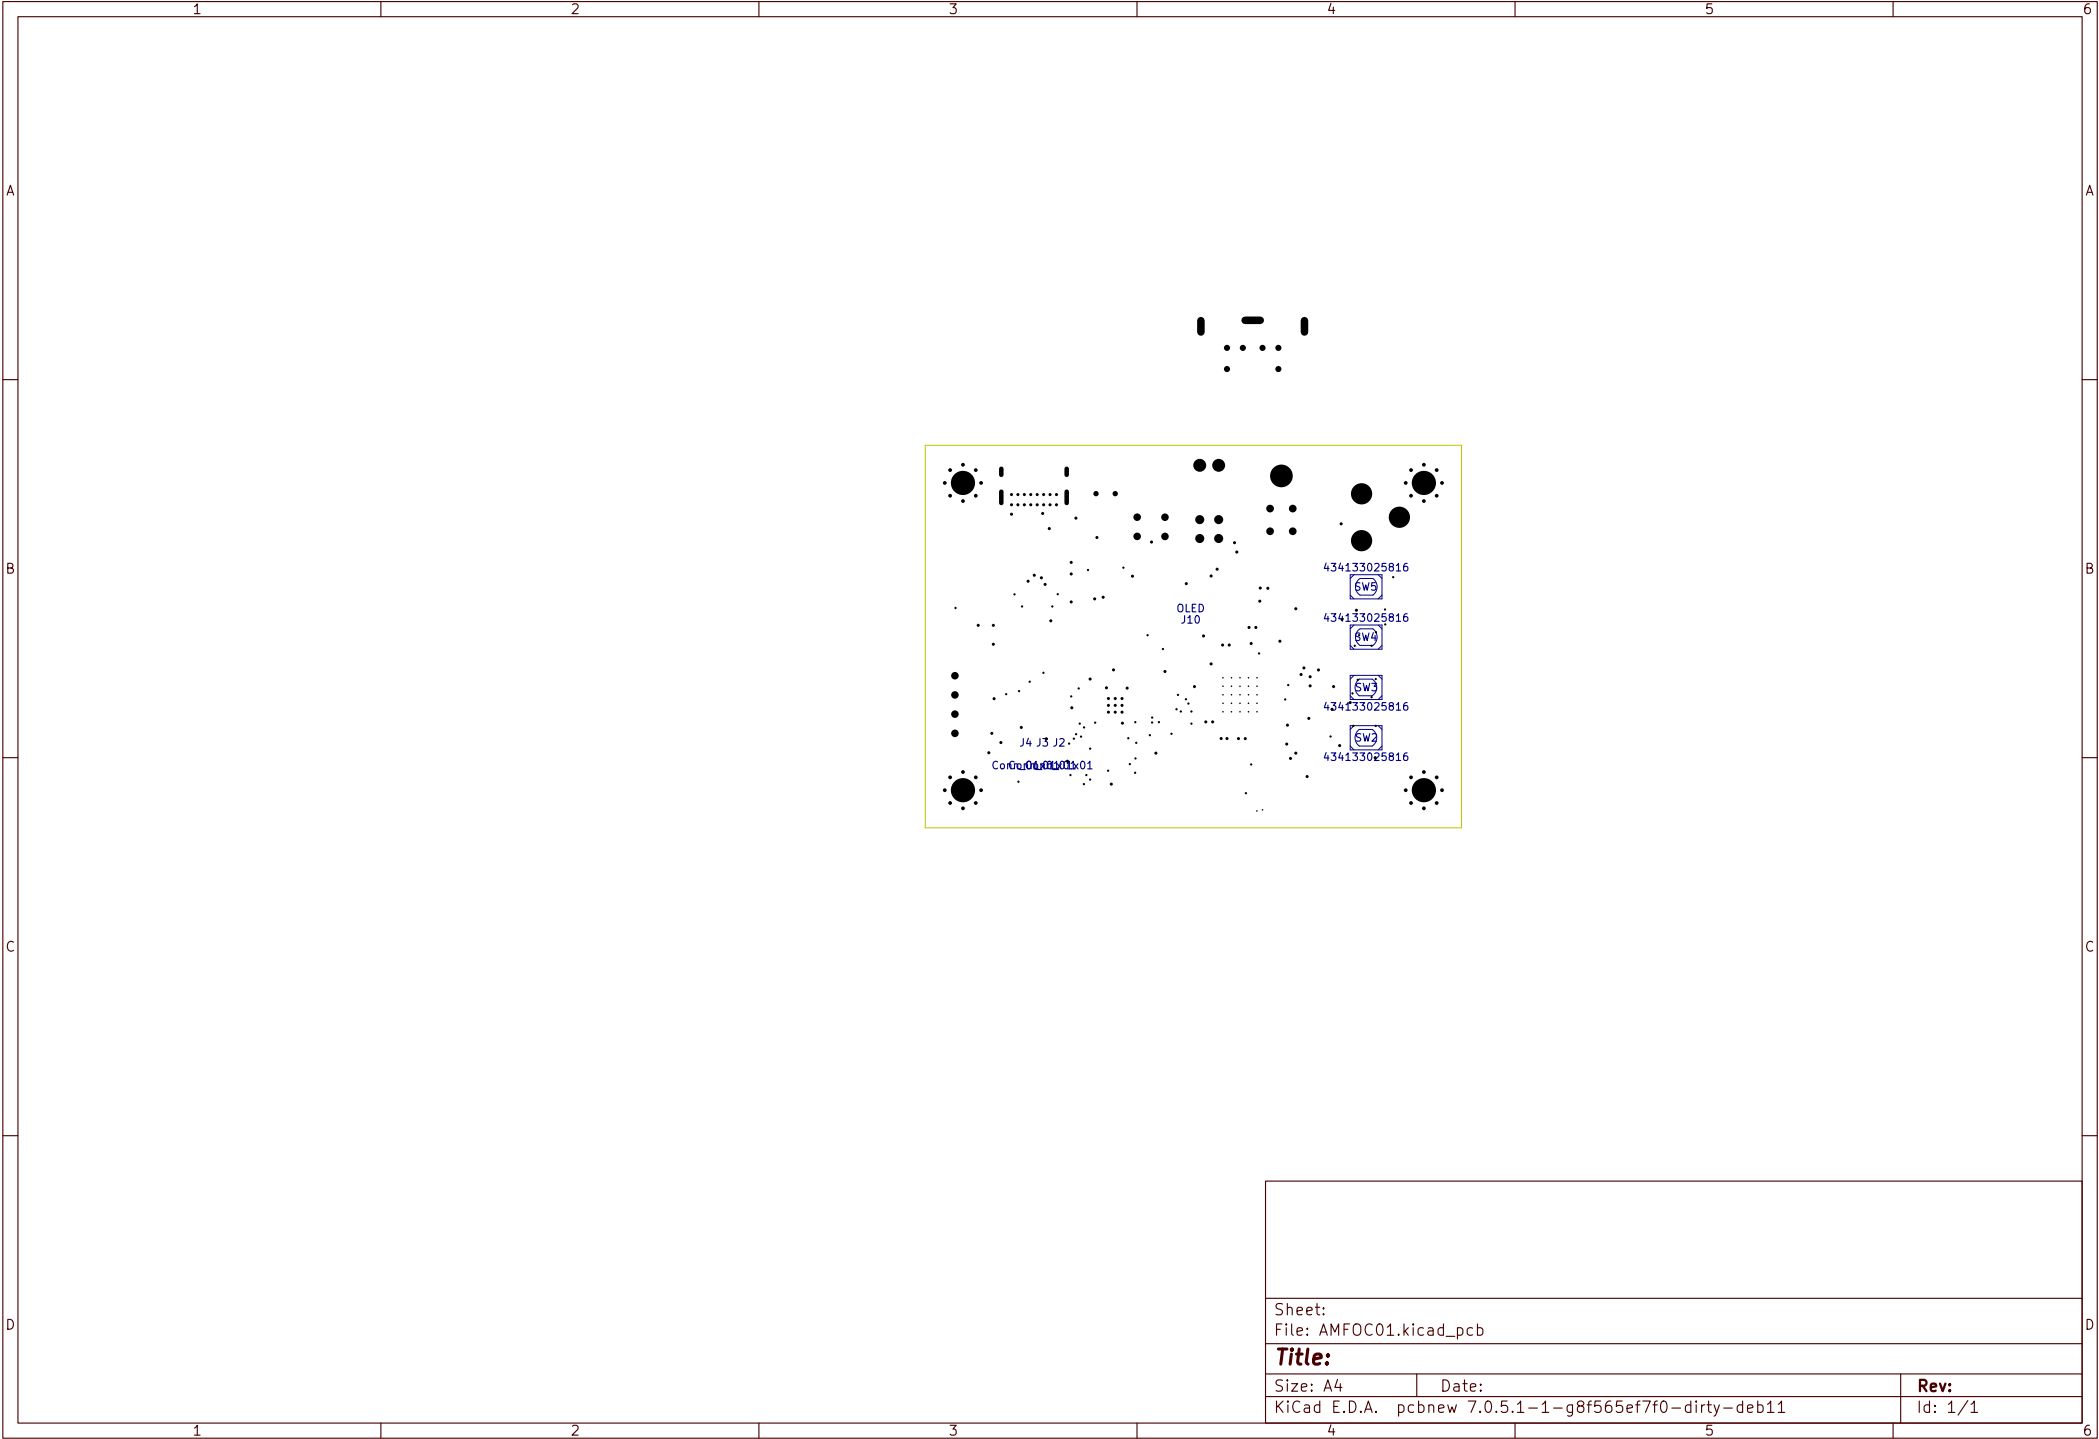 1 2 3 4 5 6
A A
434133025816
B SW5 B
OLED
J10
434133025816
SW4
SW3
434133025816
J4 J3 J2
SW2
434133025816
C C
Sheet:
File: AMFOC01.kicad_pcb
D D
Title:
Size: A4 Date: Rev:
KiCad E.D.A. pcbnew 7.0.5.1-1-g8f565ef7f0-dirty-deb11 Id: 1/1
1 2 3 4 5 6